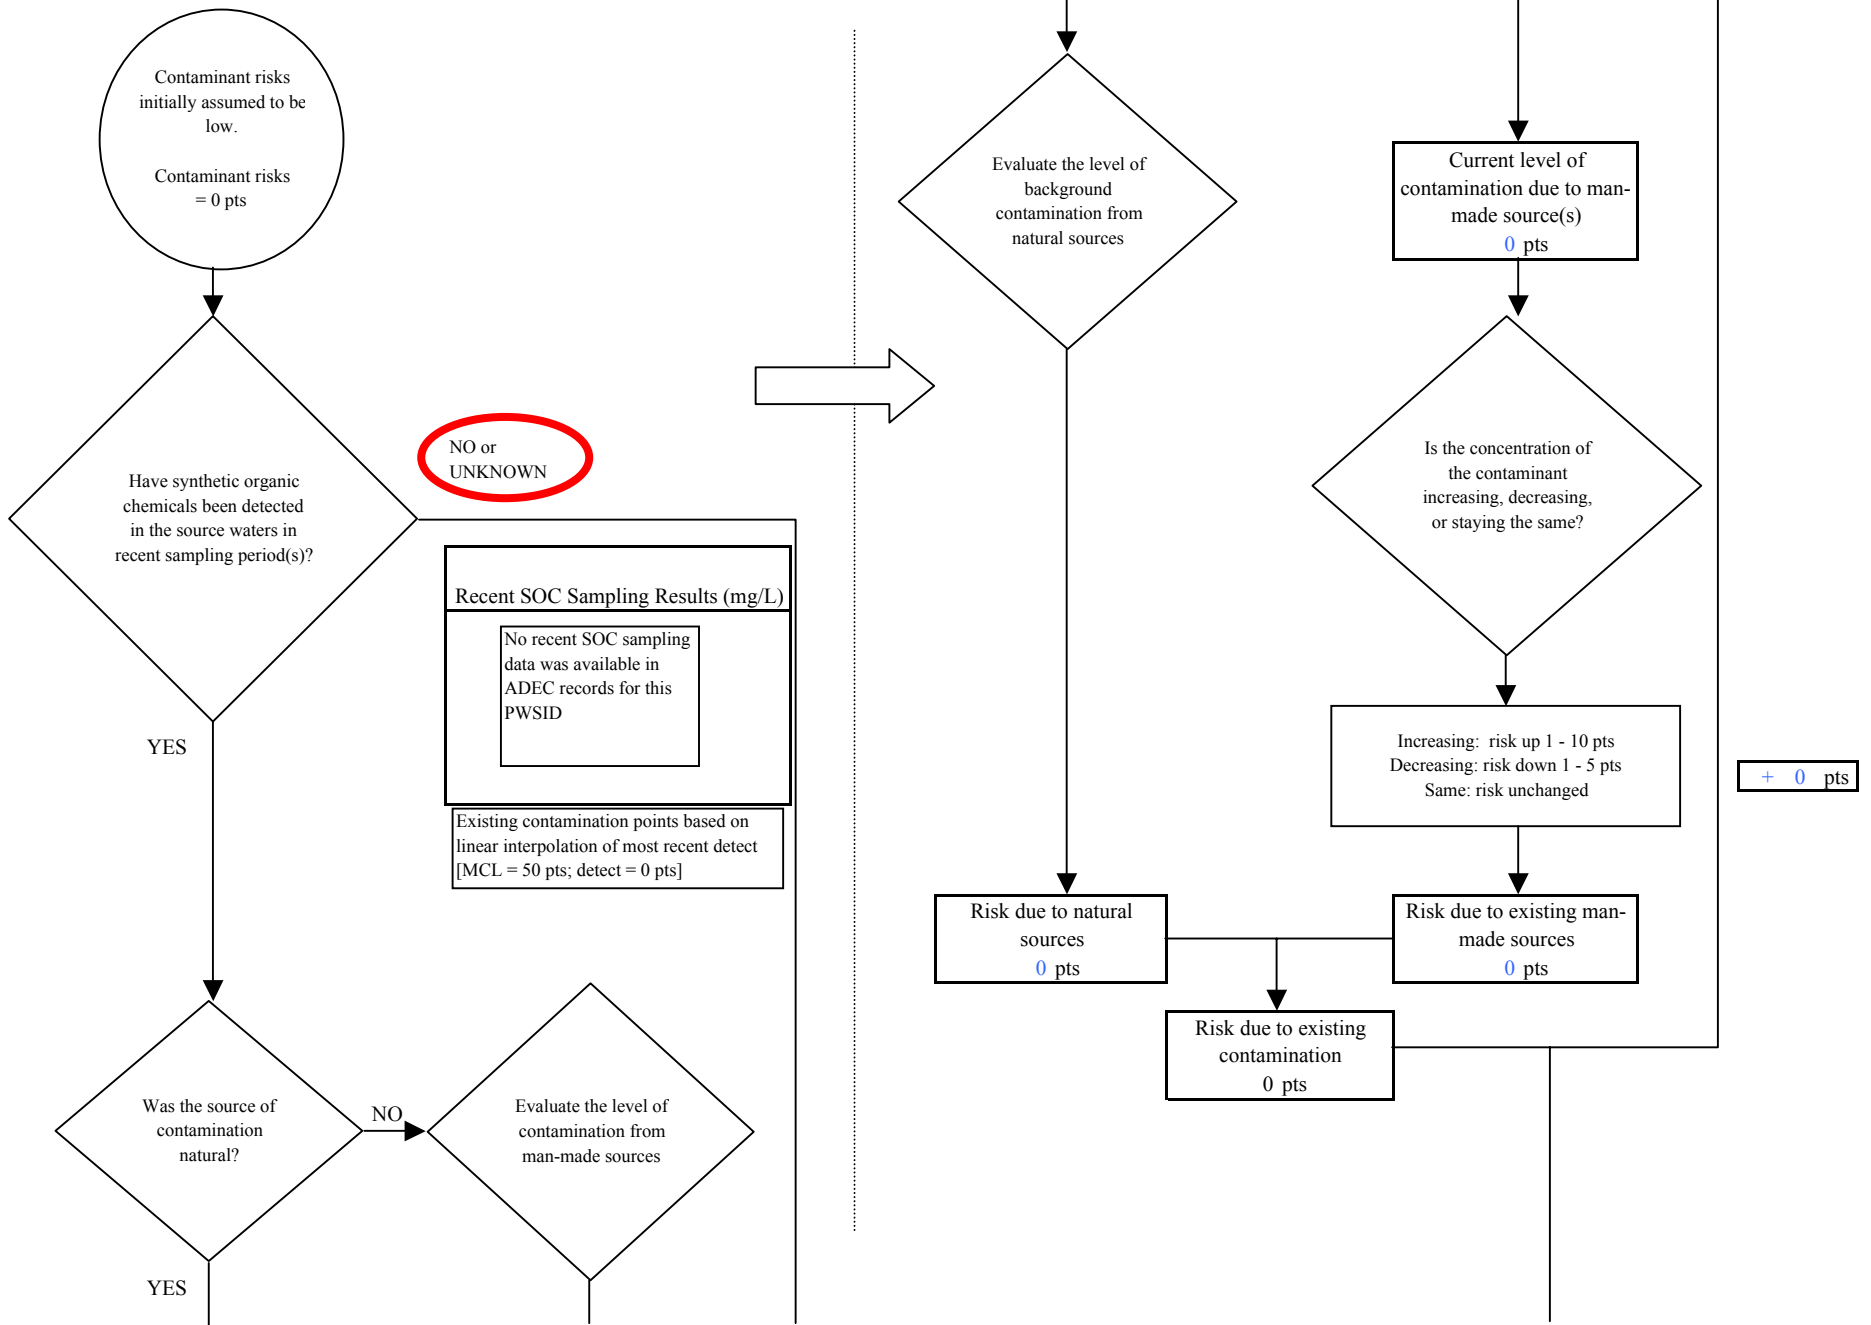 Contaminant risks
initially assumed to be
low.
Contaminant risks
= 0 pts
Have synthetic organic
chemicals been detected
in the source waters in
recent sampling period(s)?
NO or
UNKNOWN
Recent SOC Sampling Results (mg/L)
No recent SOC sampling
data was available in
ADEC records for this
PWSID
Existing contamination points based on
linear interpolation of most recent detect
[MCL = 50 pts; detect = 0 pts]
YES
Was the source of
contamination
natural?
NO
Evaluate the level of
contamination from
man-made sources
YES
Evaluate the level of
background
contamination from
natural sources
Current level of
contamination due to man-
made source(s)
0 pts
Is the concentration of
the contaminant
increasing, decreasing,
or staying the same?
Increasing: risk up 1 - 10 pts
Decreasing: risk down 1 - 5 pts
Same: risk unchanged
+ 0 pts
Risk due to natural
sources
0 pts
Risk due to existing man-
made sources
0 pts
Risk due to existing
contamination
0 pts